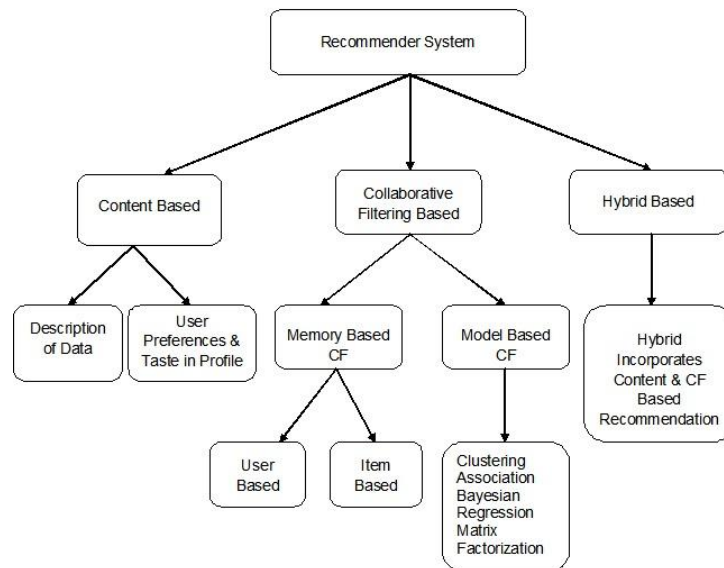 Recommender System
Content Based
Collaborative
Filtering Based
Hybrid Based
Description
of Data
User
Preferences &
Taste in Profile
Memory Based
CF
Model Based
CF
Hybrid
Incorporates
Content & CF
Based
Recommendation
User
Based
Item
Based
Clustering
Association
Bayesian
Regression
Matrix
Factorization